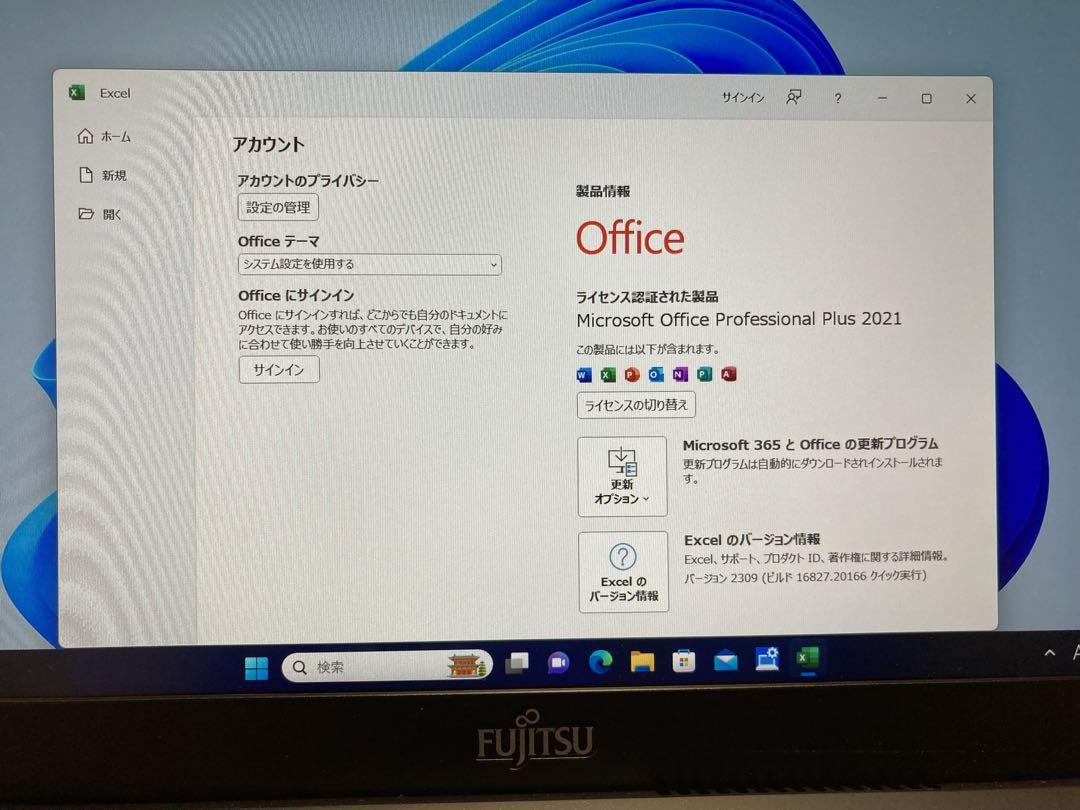 Excel
サインイン
?
ホーム
新規
開く
アカウント
アカウントのプライバシー
設定の管理
Office テーマ
システム設定を使用する
Office にサインイン
Office にサインインすれば、どこからでも自分のドキュメントに
アクセスできます。お使いのすべてのデバイスで、自分の好み
に合わせて使い勝手を向上させていくことができます。
サインイン
製品情報
Office
ライセンス認証された製品
Microsoft Office Professional Plus 2021
この製品には以下が含まれます。
W X P O N P A
ライセンスの切り替え
更新
オプション
Microsoft 365 と Office の更新プログラム
更新プログラムは自動的にダウンロードされインストールされま
す。
Excel の
バージョン情報
Excel のバージョン情報
Excel、サポート、プロダクト ID、著作権に関する詳細情報。
バージョン 2309 (ビルド 16827.20166 クイック実行)
検索
A
FUJITSU